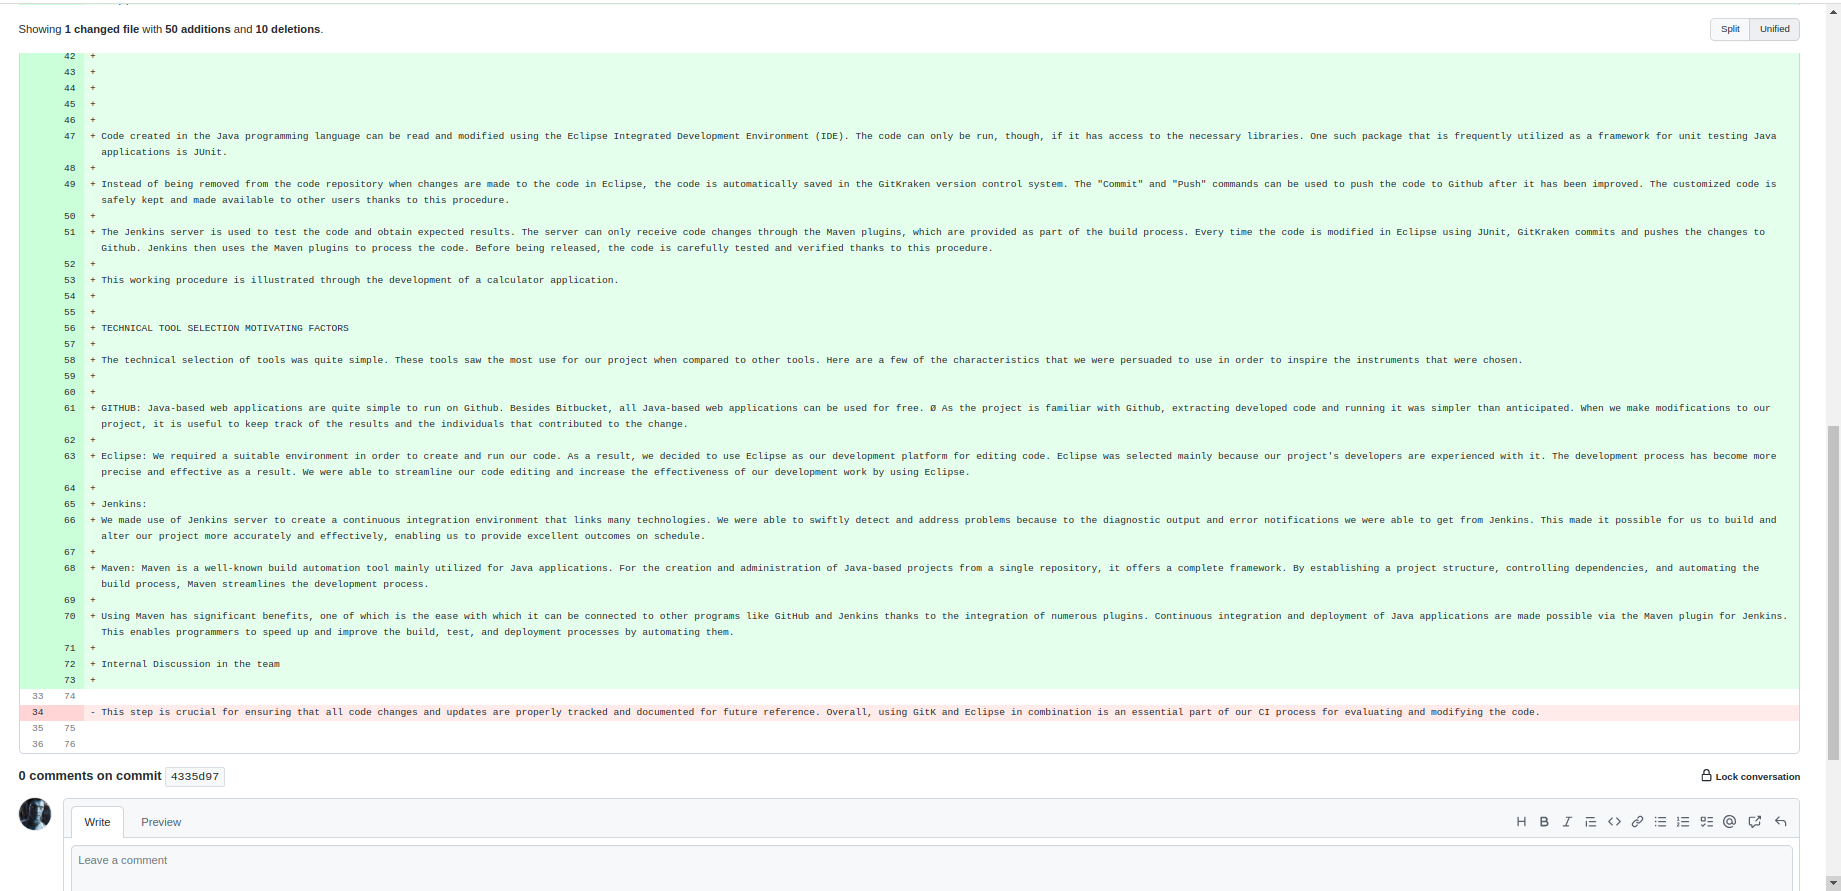 Showing 1 changed file with 50 additions and 10 deletions.
Split Unified
42 +
43 +
44 +
45 +
46 +
47 + Code created in the Java programming language can be read and modified using the Eclipse Integrated Development Environment (IDE). The code can only be run, though, if it has access to the necessary libraries. One such package that is frequently utilized as a framework for unit testing Java
applications is JUnit.
48 +
49 + Instead of being removed from the code repository when changes are made to the code in Eclipse, the code is automatically saved in the GitKraken version control system. The "Commit" and "Push" commands can be used to push the code to Github after it has been improved. The customized code is
safely kept and made available to other users thanks to this procedure.
50 +
51 + The Jenkins server is used to test the code and obtain expected results. The server can only receive code changes through the Maven plugins, which are provided as part of the build process. Every time the code is modified in Eclipse using JUnit, GitKraken commits and pushes the changes to
Github. Jenkins then uses the Maven plugins to process the code. Before being released, the code is carefully tested and verified thanks to this procedure.
52 +
53 + This working procedure is illustrated through the development of a calculator application.
54 +
55 +
56 + TECHNICAL TOOL SELECTION MOTIVATING FACTORS
57 +
58 + The technical selection of tools was quite simple. These tools saw the most use for our project when compared to other tools. Here are a few of the characteristics that we were persuaded to use in order to inspire the instruments that were chosen.
59 +
60 +
61 + GITHUB: Java-based web applications are quite simple to run on Github. Besides Bitbucket, all Java-based web applications can be used for free. Ø As the project is familiar with Github, extracting developed code and running it was simpler than anticipated. When we make modifications to our
project, it is useful to keep track of the results and the individuals that contributed to the change.
62 +
63 + Eclipse: We required a suitable environment in order to create and run our code. As a result, we decided to use Eclipse as our development platform for editing code. Eclipse was selected mainly because our project's developers are experienced with it. The development process has become more
precise and effective as a result. We were able to streamline our code editing and increase the effectiveness of our development work by using Eclipse.
64 +
65 + Jenkins:
66 + We made use of Jenkins server to create a continuous integration environment that links many technologies. We were able to swiftly detect and address problems because to the diagnostic output and error notifications we were able to get from Jenkins. This made it possible for us to build and
alter our project more accurately and effectively, enabling us to provide excellent outcomes on schedule.
67 +
68 + Maven: Maven is a well-known build automation tool mainly utilized for Java applications. For the creation and administration of Java-based projects from a single repository, it offers a complete framework. By establishing a project structure, controlling dependencies, and automating the
build process, Maven streamlines the development process.
69 +
70 + Using Maven has significant benefits, one of which is the ease with which it can be connected to other programs like GitHub and Jenkins thanks to the integration of numerous plugins. Continuous integration and deployment of Java applications are made possible via the Maven plugin for Jenkins.
This enables programmers to speed up and improve the build, test, and deployment processes by automating them.
71 +
72 + Internal Discussion in the team
73 +
33 74
34 - This step is crucial for ensuring that all code changes and updates are properly tracked and documented for future reference. Overall, using GitK and Eclipse in combination is an essential part of our CI process for evaluating and modifying the code.
35 75
36 76
0 comments on commit 4335d97
Lock conversation
Write Preview
Leave a comment